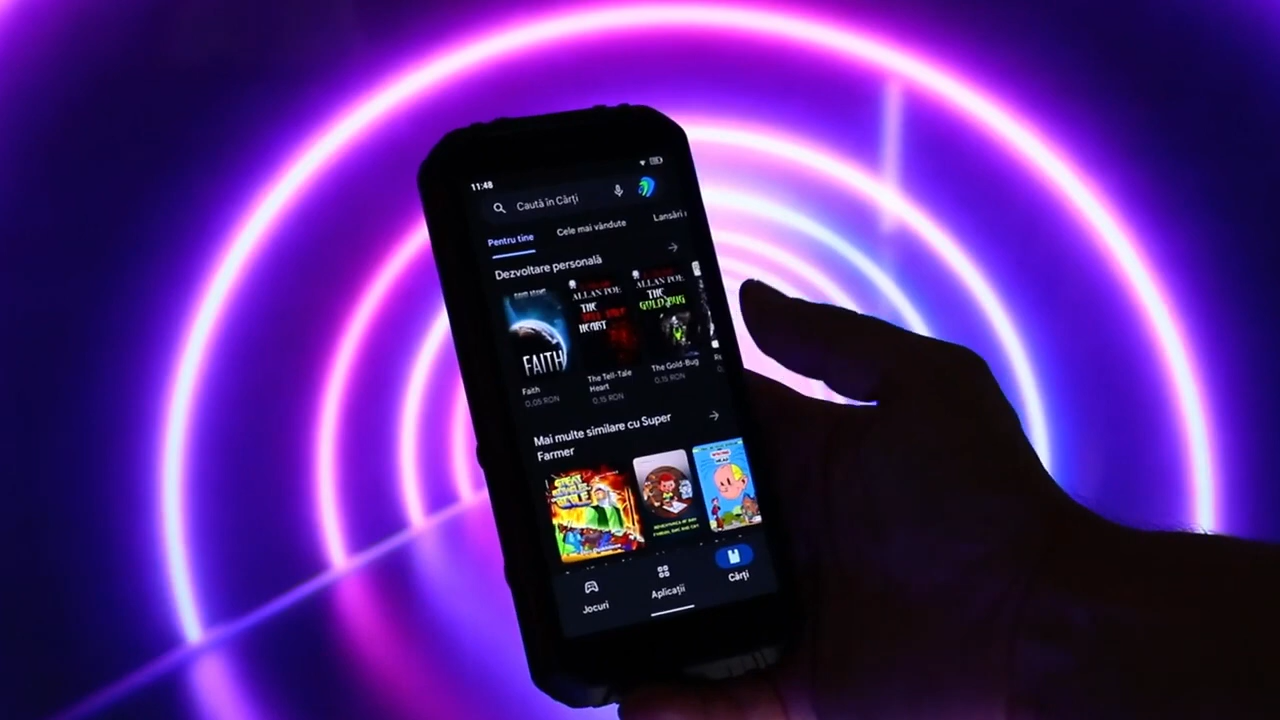 11:48
Caută în Cărți
Pentru tine
Cele mai vândute
Lansări
Dezvoltare personală
FAITH
ALLAN POE
THE
HEART
ALLAN POE
THE
GOLD BUG
Faith
0,05 RON
The Tell-Tale
Heart
0,15 RON
The Gold-Bug
0,15 RON
Mai multe similare cu Super
Farmer
GREAT
BIBLE
Jocuri
Aplicații
Cărți